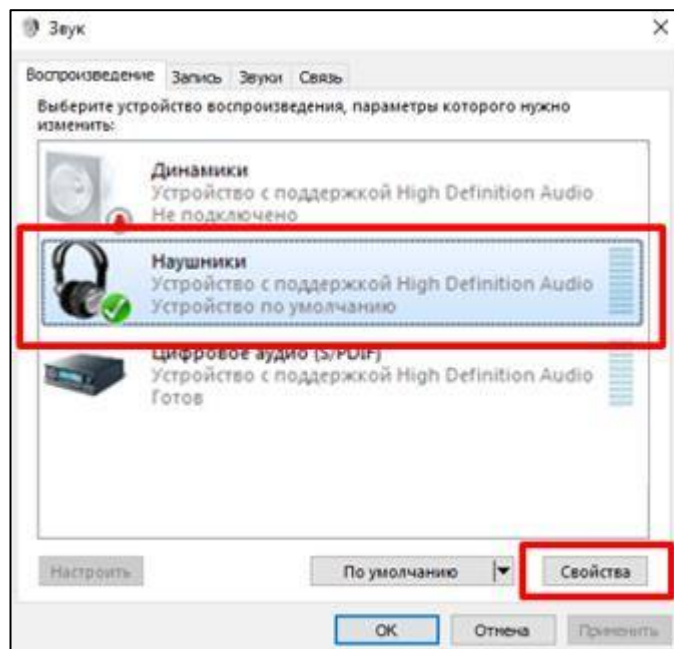 Звук
Воспроизведение Запись Звуки Связь
Выберите устройство воспроизведения, параметры которого нужно
изменить:
Динамики
Устройство с поддержкой High Definition Audio
Не подключено
Наушники
Устройство с поддержкой High Definition Audio
Устройство по умолчанию
Цифровое аудио (S/PDIF)
Устройство с поддержкой High Definition Audio
Готов
Настроить По умолчанию Свойства
ОК Отмена Применить